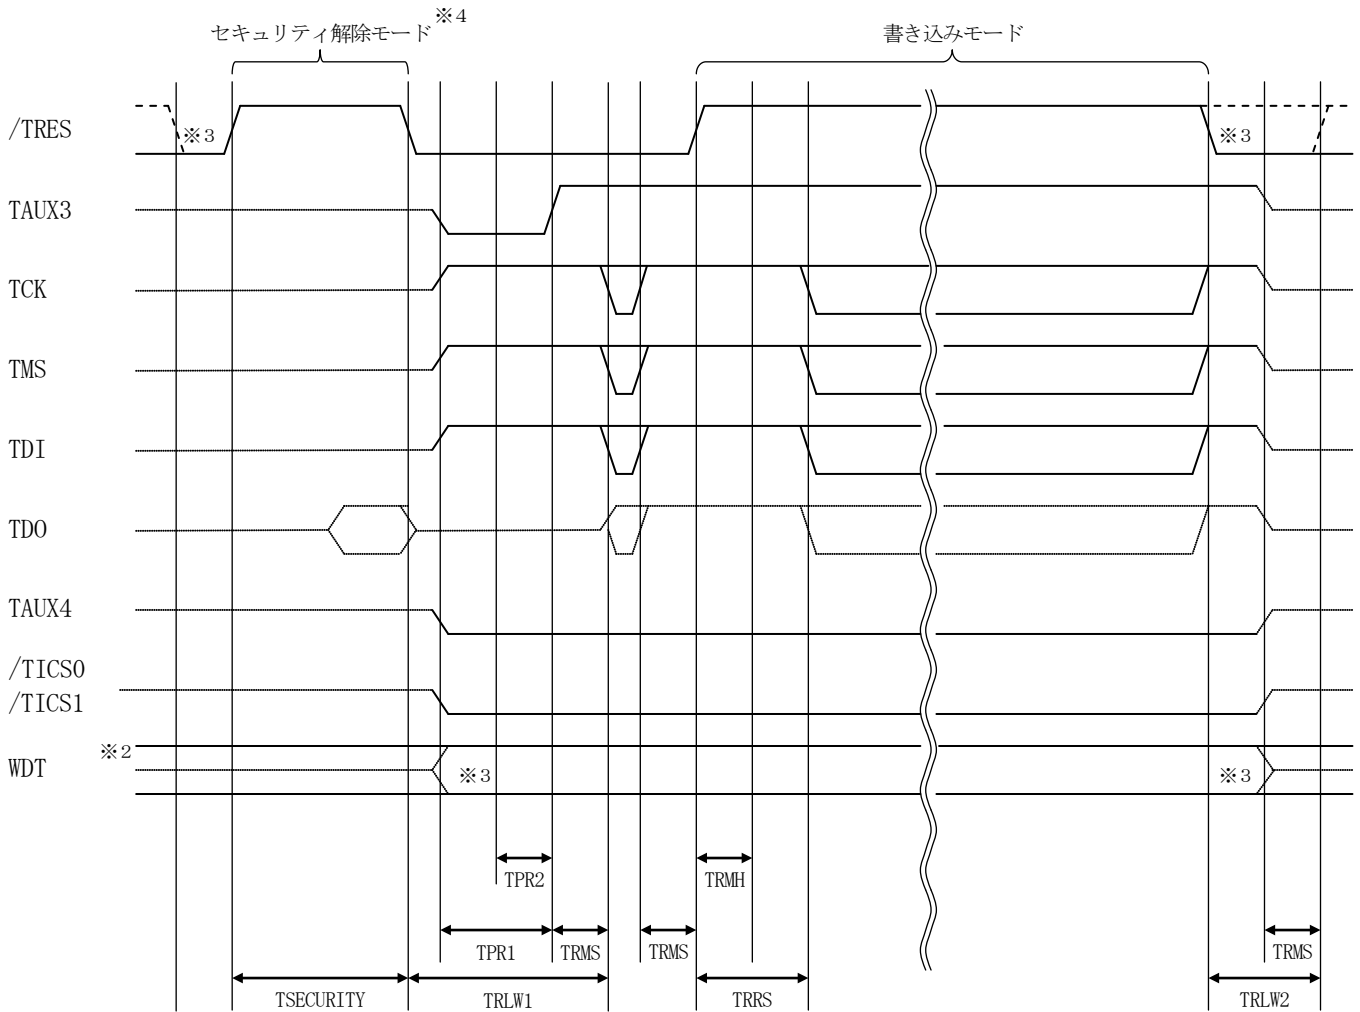 セキュリティ解除モード※4
書き込みモード
/TRES
※3
※3
TAUX3
TCK
TMS
TDI
TDO
TAUX4
/TICS0
/TICS1
※2
WDT
※3
※3
TPR2
TRMH
TPR1
TRMS
TRMS
TRMS
TSECURITY
TRLW1
TRRS
TRLW2